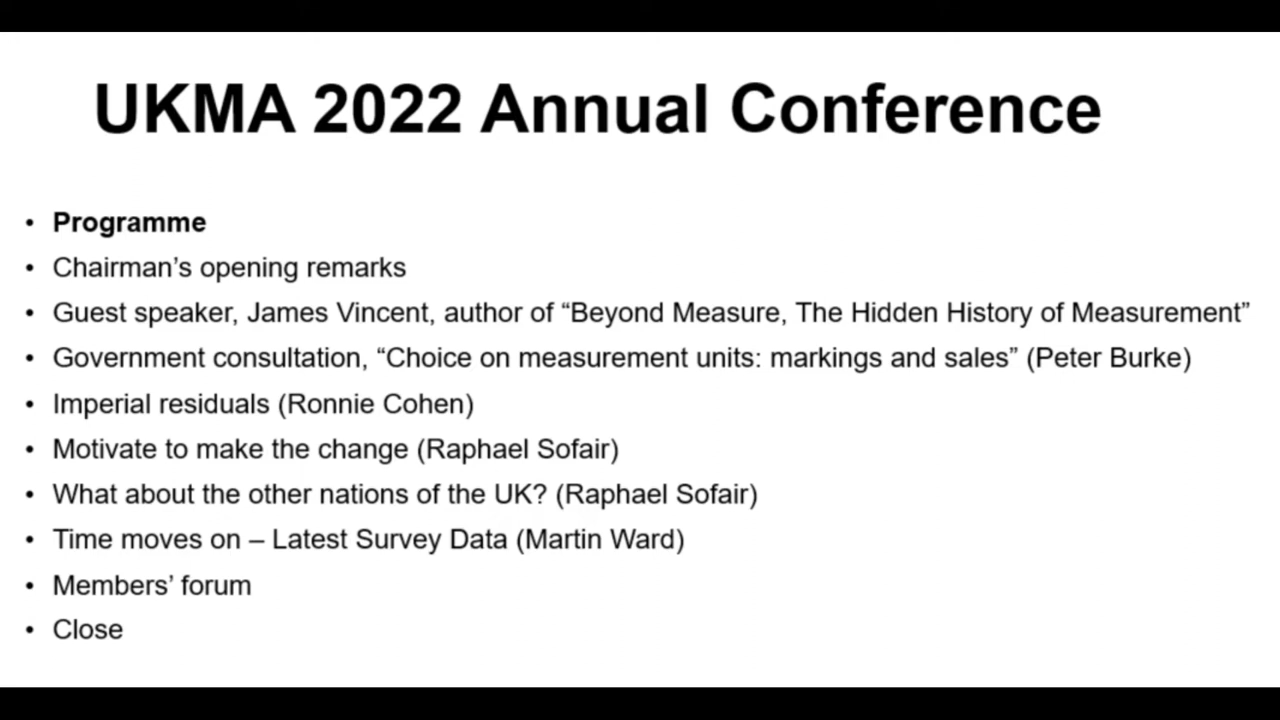 UKMA 2022 Annual Conference
• Programme
• Chairman’s opening remarks
• Guest speaker, James Vincent, author of “Beyond Measure, The Hidden History of Measurement”
• Government consultation, “Choice on measurement units: markings and sales” (Peter Burke)
• Imperial residuals (Ronnie Cohen)
• Motivate to make the change (Raphael Sofair)
• What about the other nations of the UK? (Raphael Sofair)
• Time moves on – Latest Survey Data (Martin Ward)
• Members’ forum
• Close